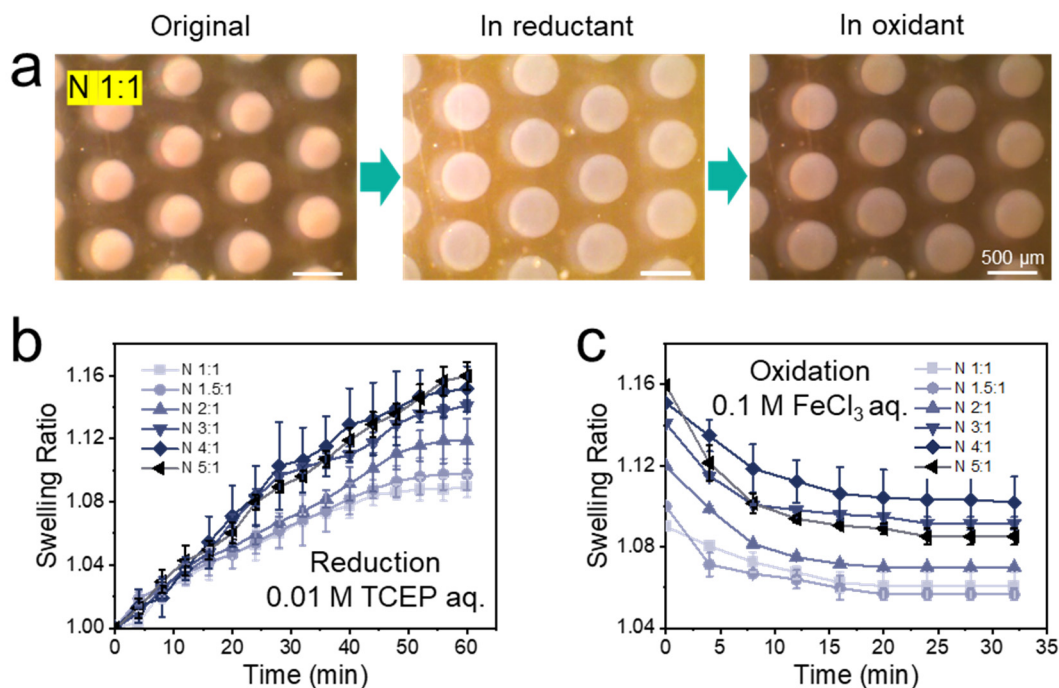 Original
In reductant
In oxidant
a
N 1:1
500 μm
b
1.16
1.12
1.08
1.04
1.00
Swelling Ratio
N 1:1
N 1.5:1
N 2:1
N 3:1
N 4:1
N 5:1
Reduction
0.01 M TCEP aq.
0
10
20
30
40
50
60
Time (min)
c
1.16
1.12
1.08
1.04
Swelling Ratio
Oxidation
0.1 M FeCl₃ aq.
N 1:1
N 1.5:1
N 2:1
N 3:1
N 4:1
N 5:1
0
5
10
15
20
25
30
35
Time (min)